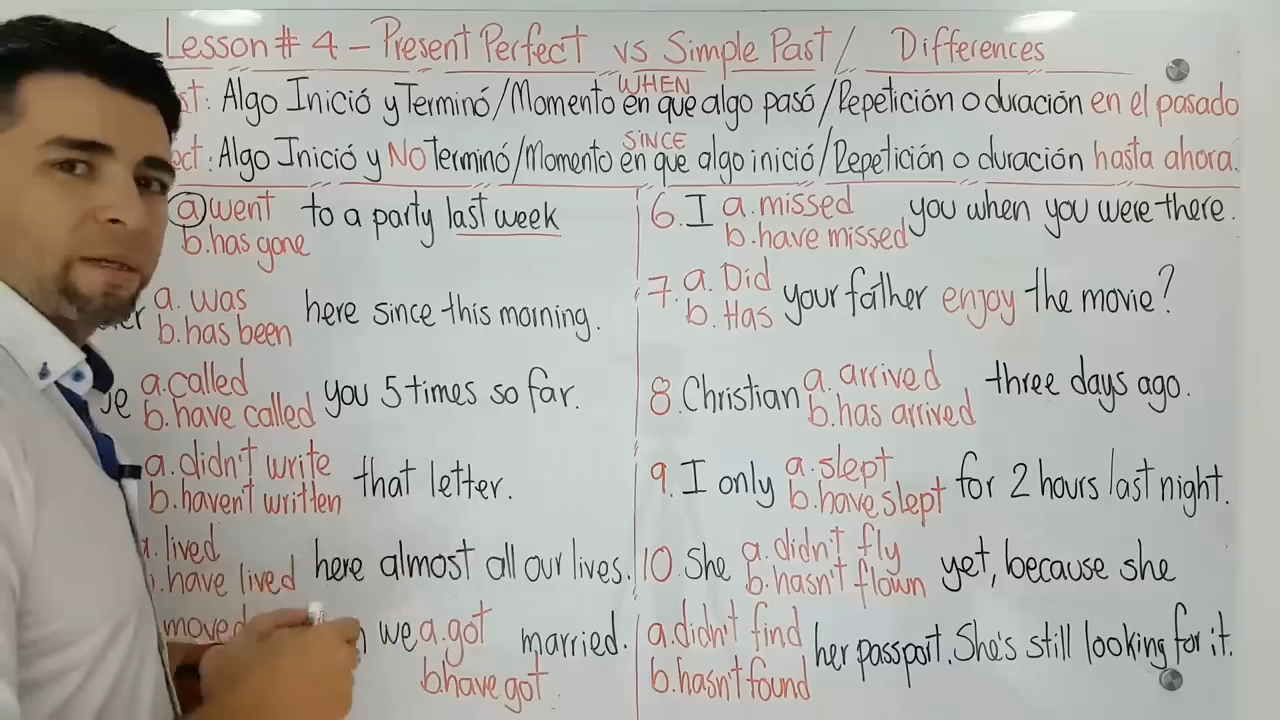 Lesson # 4 - Present Perfect vs Simple Past / Differences
WHEN
st: Algo Inició y Terminó/Momento en que algo pasó/Repetición o duración en el pasado
SINCE
ect: Algo Inició y NO Terminó/Momento en que algo inició/Repetición o duración hasta ahora.
a went
b. has gone
to a party last week
a. was
b. has been
here since this morning.
a. called
b. have called
you 5 times so far.
a. didn't write
b. haven't written
that letter.
lived
have lived
here almost all our lives.
moved
we a. got
b have got
married.
6. I a. missed
b. have missed
you when you were there.
7. a. Did
b. Has
your father enjoy the movie?
8. Christian a. arrived
b. has arrived
three days ago.
9. I only a. slept
b. have slept
for 2 hours last night.
10. She a. didn't fly
b. hasn't flown
yet, because she
a. didn't find
b. hasn't found
her passport. She's still looking for it.